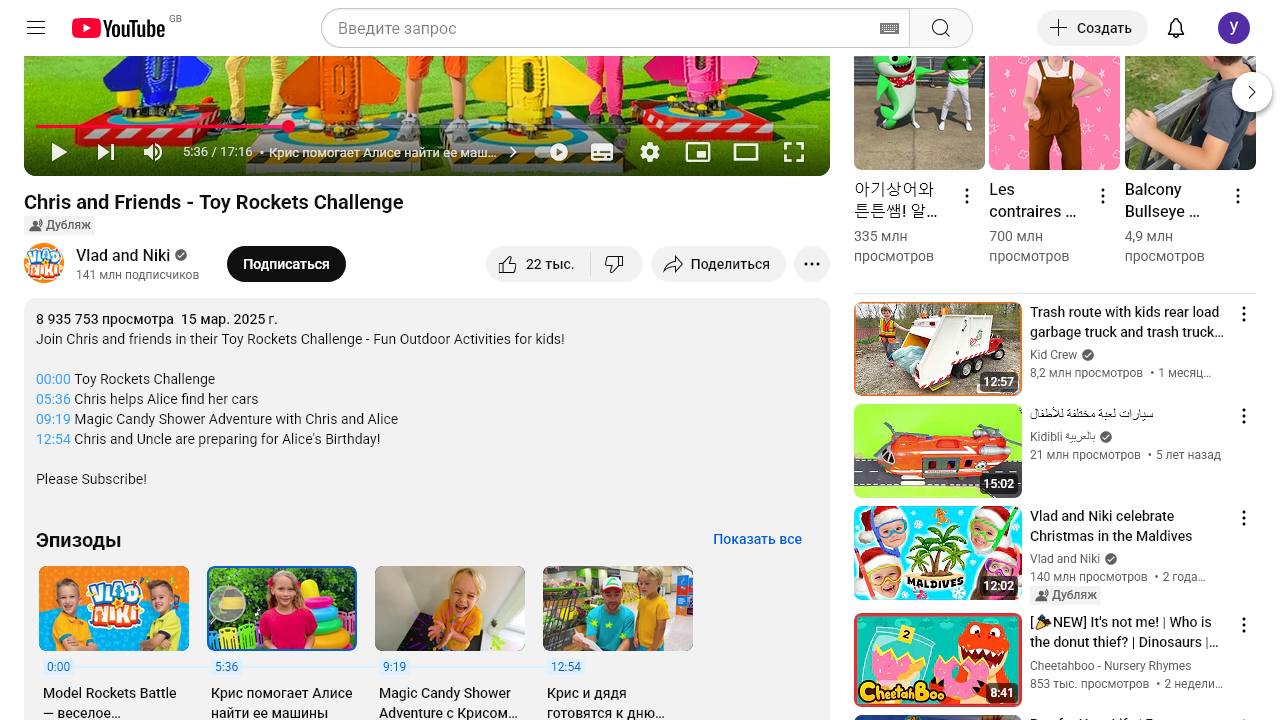 YouTube GB
Введите запрос
Создать
y
5:36 / 17:16 • Крис помогает Алисе найти ее маш...
Chris and Friends - Toy Rockets Challenge
Дубляж
VLAD NIKI
Vlad and Niki
141 млн подписчиков
Подписаться
22 тыс.
Поделиться
8 935 753 просмотра 15 мар. 2025 г.
Join Chris and friends in their Toy Rockets Challenge - Fun Outdoor Activities for kids!
00:00 Toy Rockets Challenge
05:36 Chris helps Alice find her cars
09:19 Magic Candy Shower Adventure with Chris and Alice
12:54 Chris and Uncle are preparing for Alice's Birthday!
Please Subscribe!
Эпизоды
Показать все
VLAD NIKI
0:00
5:36
9:19
12:54
Model Rockets Battle
— веселое...
Крис помогает Алисе
найти ее машины
Magic Candy Shower
Adventure с Крисом...
Крис и дядя
готовятся к дню...
아기상어와
튼튼쌤! 알...
335 млн
просмотров
Les
contraires ...
700 млн
просмотров
Balcony
Bullseye ...
4,9 млн
просмотров
12:57
Trash route with kids rear load
garbage truck and trash truck...
Kid Crew
8,2 млн просмотров • 1 месяц...
15:02
سيارات لعبة مختلفة للأطفال
Kidibli بالعربية
21 млн просмотров • 5 лет назад
MALDIVES
12:02
Vlad and Niki celebrate
Christmas in the Maldives
Vlad and Niki
140 млн просмотров • 2 года...
Дубляж
2
CheetahBoo
8:41
[🎉NEW] It's not me! | Who is
the donut thief? | Dinosaurs |...
Cheetahboo - Nursery Rhymes
853 тыс. просмотров • 2 недели...